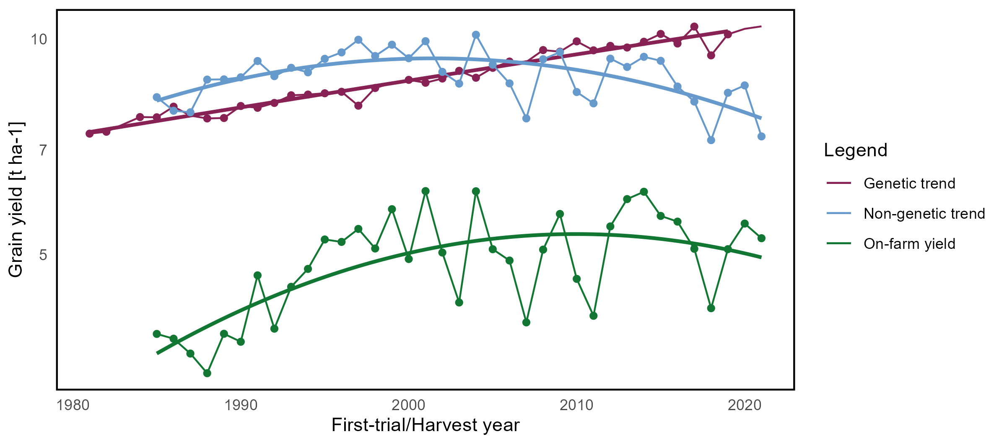 10
7
5
Grain yield [t ha-1]
1980 1990 2000 2010 2020
First-trial/Harvest year
Legend
Genetic trend
Non-genetic trend
On-farm yield